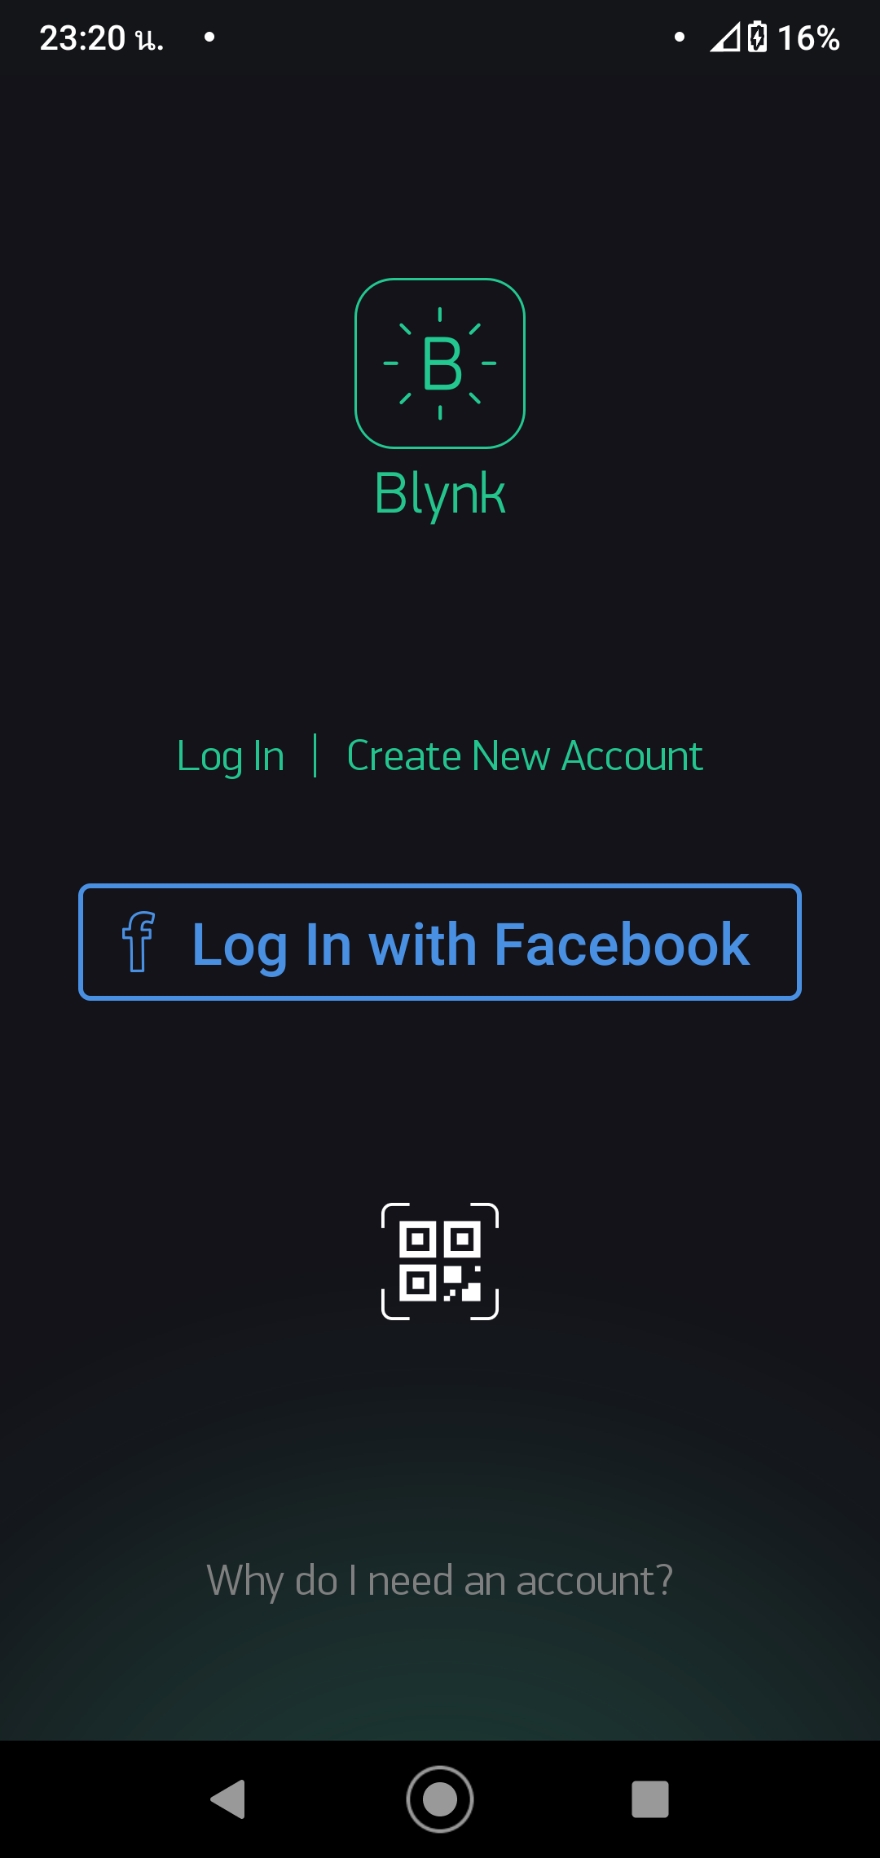 23:20 น.
16%
B
Blynk
Log In | Create New Account
f Log In with Facebook
Why do I need an account?